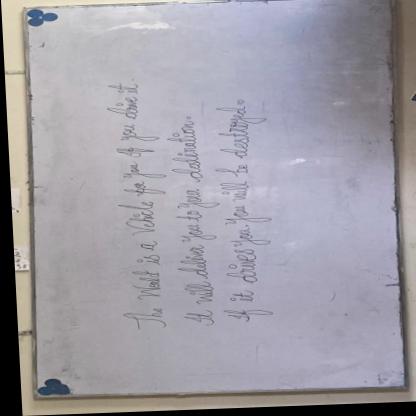 The World is a Vehicle for you If you drive it.
It will deliver you to your destination.
If it drives you you will be destroyed.